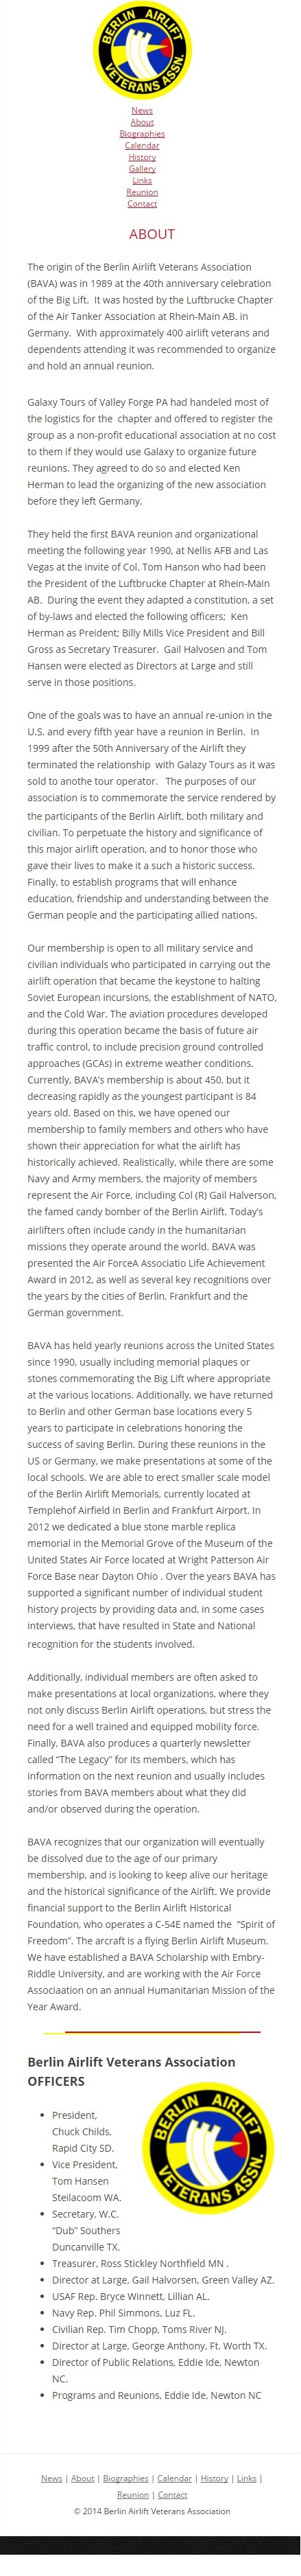 BERLIN AIRLIFT
VETERANS ASSN.
News
About
Biographies
Calendar
History
Gallery
Links
Reunion
Contact
ABOUT
The origin of the Berlin Airlift Veterans Association
(BAVA) was in 1989 at the 40th anniversary celebration
of the Big Lift.  It was hosted by the Luftbrucke Chapter
of the Air Tanker Association at Rhein-Main AB. in
Germany.  With approximately 400 airlift veterans and
dependents attending it was recommended to organize
and hold an annual reunion.
Galaxy Tours of Valley Forge PA had handeled most of
the logistics for the  chapter and offered to register the
group as a non-profit educational association at no cost
to them if they would use Galaxy to organize future
reunions. They agreed to do so and elected Ken
Herman to lead the organizing of the new association
before they left Germany.
They held the first BAVA reunion and organizational
meeting the following year 1990, at Nellis AFB and Las
Vegas at the invite of Col. Tom Hanson who had been
the President of the Luftbrucke Chapter at Rhein-MaIn
AB.  During the event they adapted a constitution, a set
of by-laws and elected the following officers;  Ken
Herman as Preident; Billy Mills Vice President and Bill
Gross as Secretary Treasurer.  Gail Halvosen and Tom
Hansen were elected as Directors at Large and still
serve in those positions.
One of the goals was to have an annual re-union in the
U.S. and every fifth year have a reunion in Berlin.  In
1999 after the 50th Anniversary of the Airlift they
terminated the relationship  with Galazy Tours as it was
sold to anothe tour operator.   The purposes of our
association is to commemorate the service rendered by
the participants of the Berlin Airlift, both military and
civilian. To perpetuate the history and significance of
this major airlift operation, and to honor those who
gave their lives to make it a such a historic success.
Finally, to establish programs that will enhance
education, friendship and understanding between the
German people and the participating allied nations.
Our membership is open to all military service and
civilian individuals who participated in carrying out the
airlift operation that became the keystone to halting
Soviet European incursions, the establishment of NATO,
and the Cold War. The aviation procedures developed
during this operation became the basis of future air
traffic control, to include precision ground controlled
approaches (GCAs) in extreme weather conditions.
Currently, BAVA's membership is about 450, but it
decreasing rapidly as the youngest participant is 84
years old. Based on this, we have opened our
membership to family members and others who have
shown their appreciation for what the airlift has
historically achieved. Realistically, while there are some
Navy and Army members, the majority of members
represent the Air Force, including Col (R) Gail Halverson,
the famed candy bomber of the Berlin Airlift. Today's
airlifters often include candy in the humanitarian
missions they operate around the world. BAVA was
presented the Air ForceA Associatio Life Achievement
Award in 2012, as well as several key recognitions over
the years by the cities of Berlin, Frankfurt and the
German government.
BAVA has held yearly reunions across the United States
since 1990, usually including memorial plaques or
stones commemorating the Big Lift where appropriate
at the various locations. Additionally, we have returned
to Berlin and other German base locations every 5
years to participate in celebrations honoring the
success of saving Berlin. During these reunions in the
US or Germany, we make presentations at some of the
local schools. We are able to erect smaller scale model
of the Berlin Airlift Memorials, currently located at
Templehof Airfield in Berlin and Frankfurt Airport. In
2012 we dedicated a blue stone marble replica
memorial in the Memorial Grove of the Museum of the
United States Air Force located at Wright Patterson Air
Force Base near Dayton Ohio . Over the years BAVA has
supported a significant number of individual student
history projects by providing data and, in some cases
interviews, that have resulted in State and National
recognition for the students involved.
Additionally, individual members are often asked to
make presentations at local organizations, where they
not only discuss Berlin Airlift operations, but stress the
need for a well trained and equipped mobility force.
Finally, BAVA also produces a quarterly newsletter
called "The Legacy" for its members, which has
information on the next reunion and usually includes
stories from BAVA members about what they did
and/or observed during the operation.
BAVA recognizes that our organization will eventually
be dissolved due to the age of our primary
membership, and is looking to keep alive our heritage
and the historical significance of the Airlift. We provide
financial support to the Berlin Airlift Historical
Foundation, who operates a C-54E named the  "Spirit of
Freedom". The arcraft is a flying Berlin Airlift Museum.
We have established a BAVA Scholarship with Embry-
Riddle University, and are working with the Air Force
Associaation on an annual Humanitarian Mission of the
Year Award.
Berlin Airlift Veterans Association
OFFICERS
BERLIN AIRLIFT
VETERANS ASSN.
• President,
Chuck Childs,
Rapid City SD.
• Vice President,
Tom Hansen
Steilacoom WA.
• Secretary, W.C.
"Dub" Southers
Duncanville TX.
• Treasurer, Ross Stickley Northfield MN .
• Director at Large, Gail Halvorsen, Green Valley AZ.
• USAF Rep. Bryce Winnett, Lillian AL.
• Navy Rep. Phil Simmons, Luz FL.
• Civilian Rep. Tim Chopp, Toms River NJ.
• Director at Large, George Anthony, Ft. Worth TX.
• Director of Public Relations, Eddie Ide, Newton
NC.
• Programs and Reunions, Eddie Ide, Newton NC
News | About | Biographies | Calendar | History | Links |
Reunion | Contact
© 2014 Berlin Airlift Veterans Association